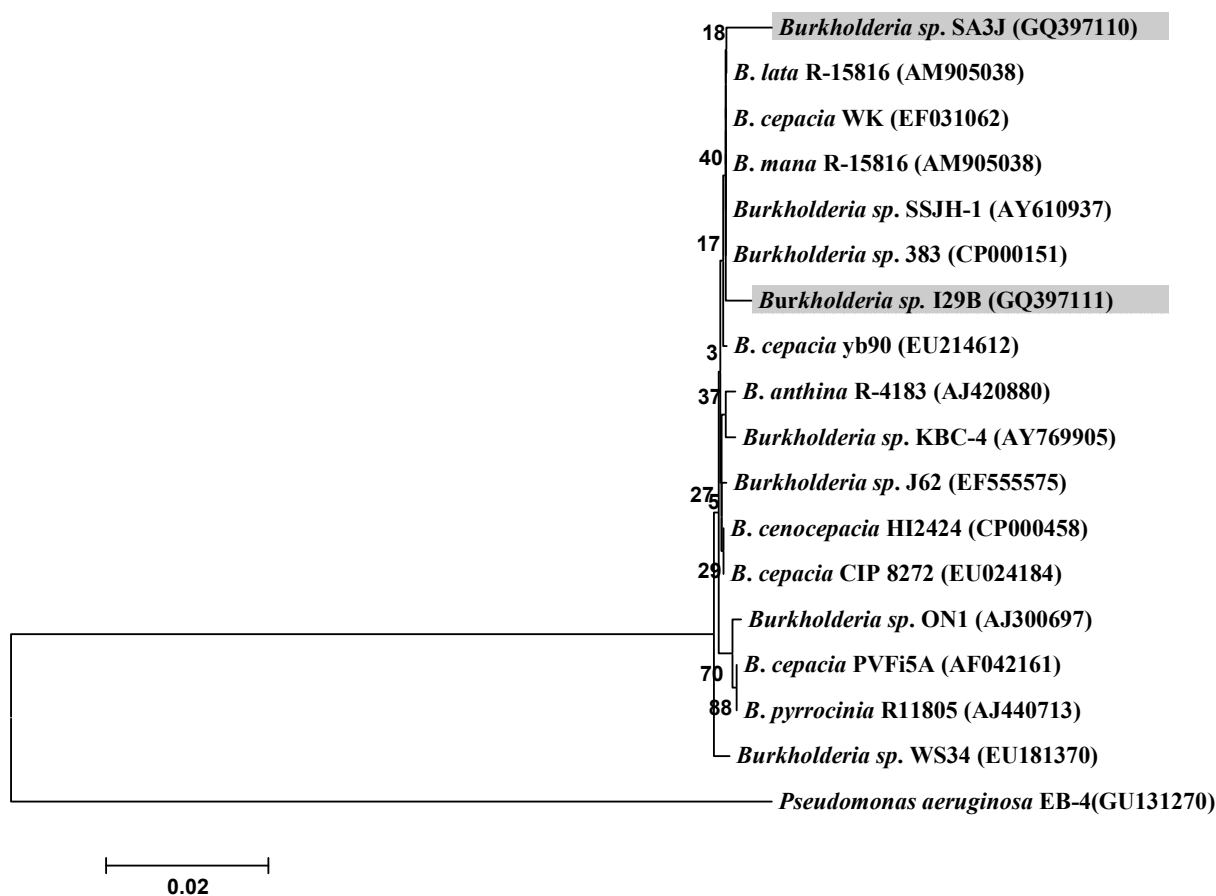 18
Burkholderia sp. SA3J (GQ397110)
B. lata R-15816 (AM905038)
B. cepacia WK (EF031062)
40
B. mana R-15816 (AM905038)
Burkholderia sp. SSJH-1 (AY610937)
17
Burkholderia sp. 383 (CP000151)
Burkholderia sp. I29B (GQ397111)
3
B. cepacia yb90 (EU214612)
37
B. anthina R-4183 (AJ420880)
Burkholderia sp. KBC-4 (AY769905)
Burkholderia sp. J62 (EF555575)
27
5
B. cenocepacia HI2424 (CP000458)
29
B. cepacia CIP 8272 (EU024184)
Burkholderia sp. ON1 (AJ300697)
70
B. cepacia PVFi5A (AF042161)
88
B. pyrrocinia R11805 (AJ440713)
Burkholderia sp. WS34 (EU181370)
Pseudomonas aeruginosa EB-4(GU131270)
0.02